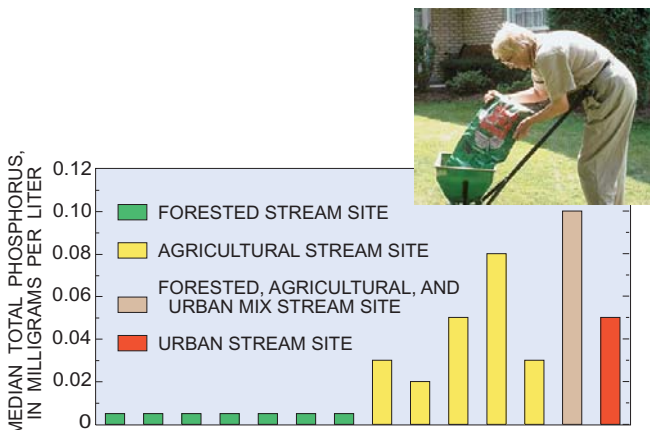 MEDIAN TOTAL PHOSPHORUS,
IN MILLIGRAMS PER LITER
0.12
0.10
0.08
0.06
0.04
0.02
0
FORESTED STREAM SITE
AGRICULTURAL STREAM SITE
FORESTED, AGRICULTURAL, AND
URBAN MIX STREAM SITE
URBAN STREAM SITE